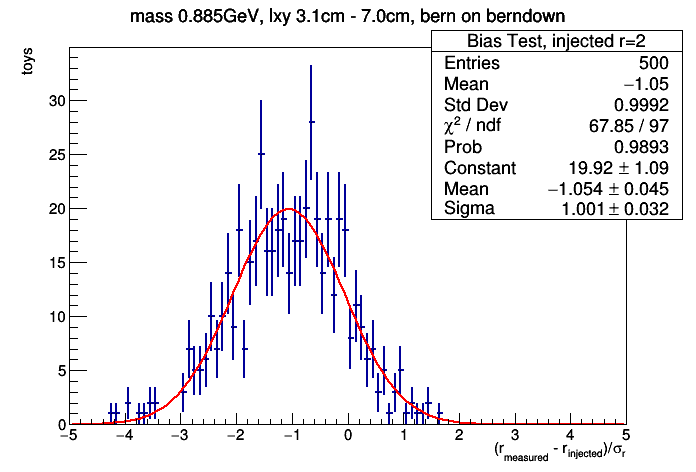 mass 0.885GeV, lxy 3.1cm - 7.0cm, bern on berndown
Bias Test, injected r=2
Entries 500
Mean −1.05
Std Dev 0.9992
χ² / ndf 67.85 / 97
Prob 0.9893
Constant 19.92 ± 1.09
Mean −1.054 ± 0.045
Sigma 1.001 ± 0.032
toys
30
25
20
15
10
5
0
−5 −4 −3 −2 −1 0 1 2 3 4 5
(r_measured - r_injected)/σ_r